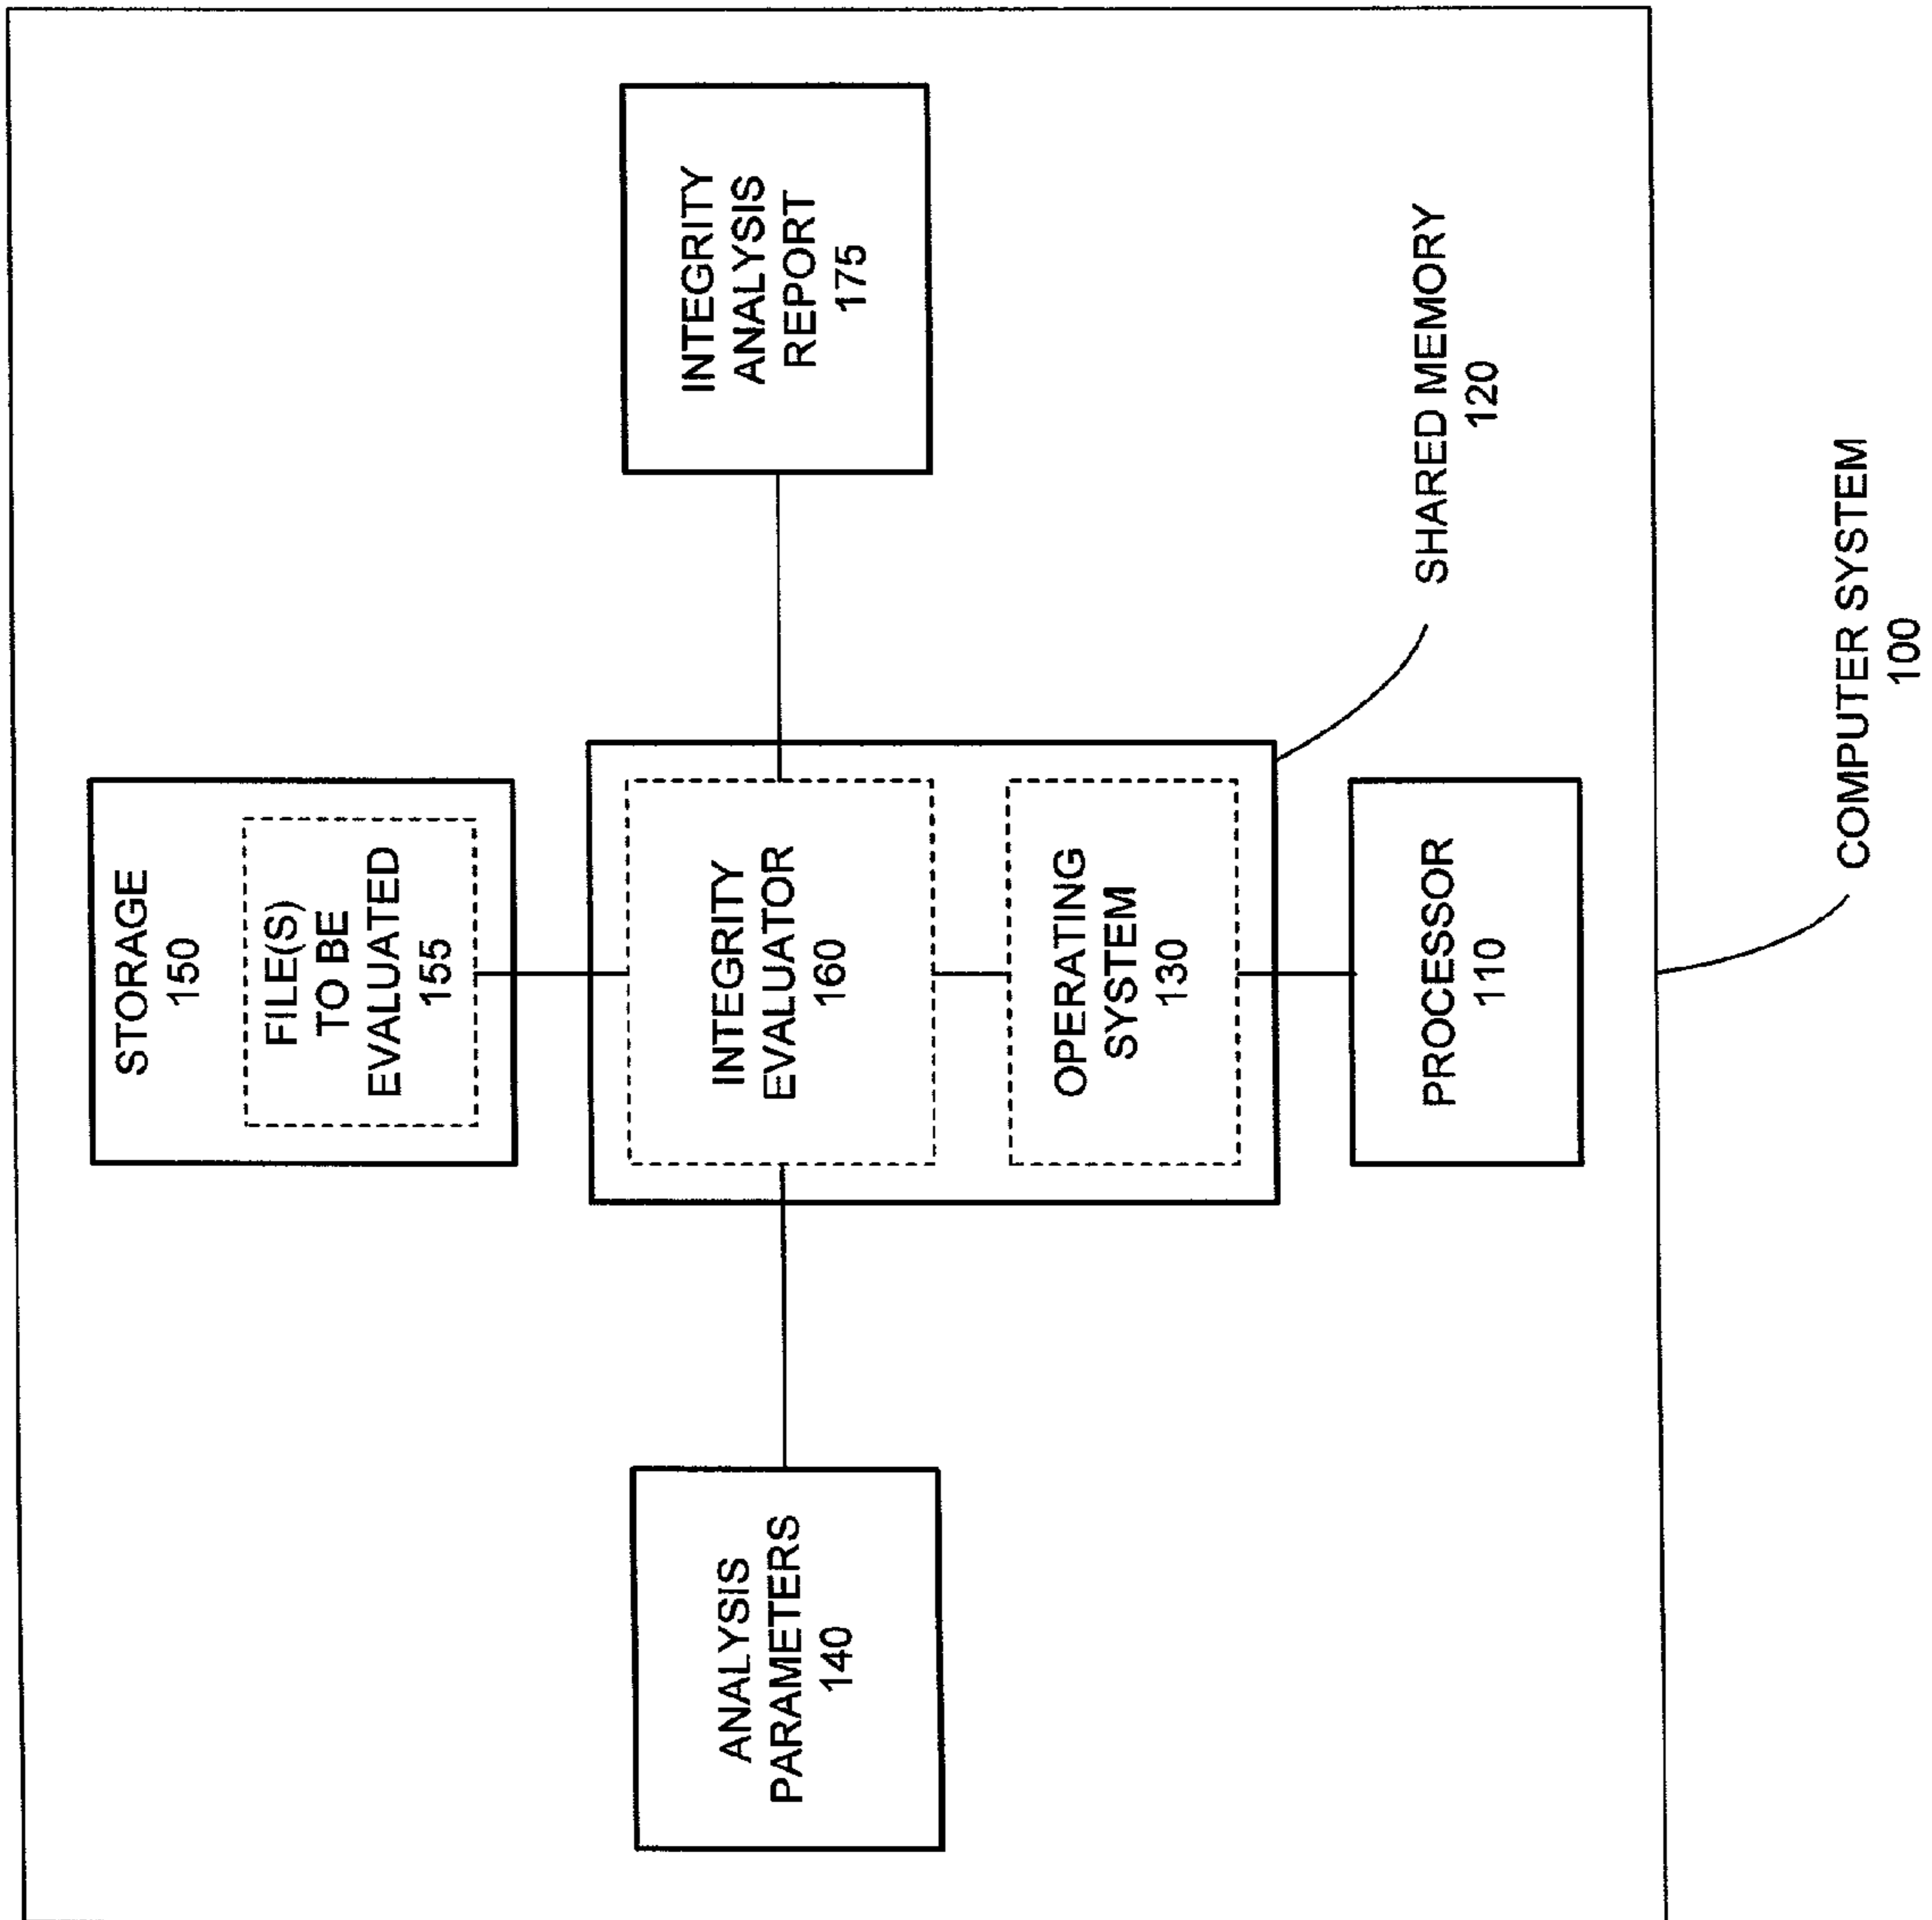 STORAGE
150
FILE(S)
TO BE
EVALUATED
155
ANALYSIS
PARAMETERS
140
INTEGRITY
EVALUATOR
160
INTEGRITY
ANALYSIS
REPORT
175
OPERATING
SYSTEM
130
PROCESSOR
110
SHARED MEMORY
120
COMPUTER SYSTEM
100